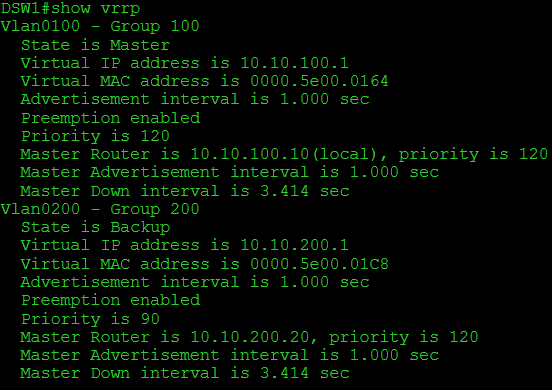 DSW1#show vrrp
Vlan0100 - Group 100
State is Master
Virtual IP address is 10.10.100.1
Virtual MAC address is 0000.5e00.0164
Advertisement interval is 1.000 sec
Preemption enabled
Priority is 120
Master Router is 10.10.100.10(local), priority is 120
Master Advertisement interval is 1.000 sec
Master Down interval is 3.414 sec
Vlan0200 - Group 200
State is Backup
Virtual IP address is 10.10.200.1
Virtual MAC address is 0000.5e00.01C8
Advertisement interval is 1.000 sec
Preemption enabled
Priority is 90
Master Router is 10.10.200.20, priority is 120
Master Advertisement interval is 1.000 sec
Master Down interval is 3.414 sec